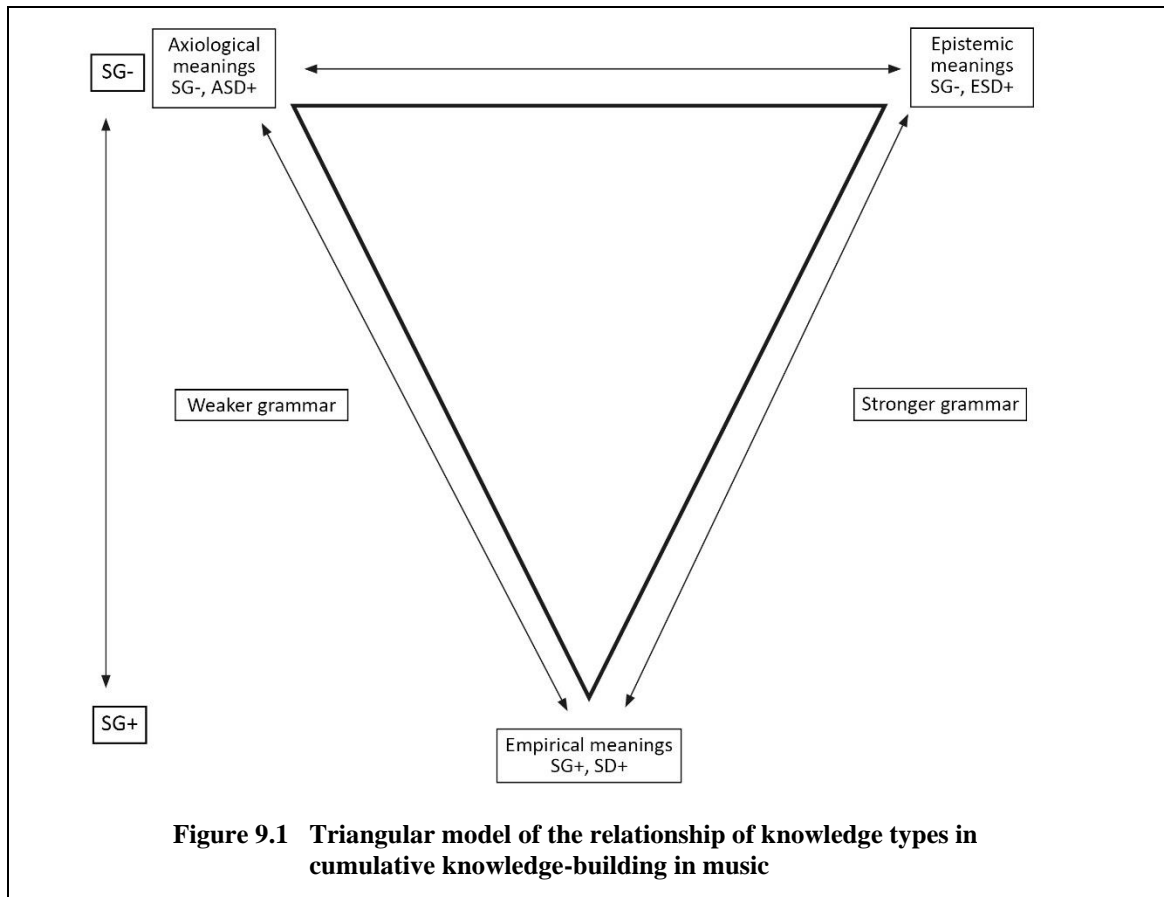 SG-
Axiological
meanings
SG-, ASD+
Epistemic
meanings
SG-, ESD+
Weaker grammar
Stronger grammar
SG+
Empirical meanings
SG+, SD+
Figure 9.1 Triangular model of the relationship of knowledge types in
cumulative knowledge-building in music